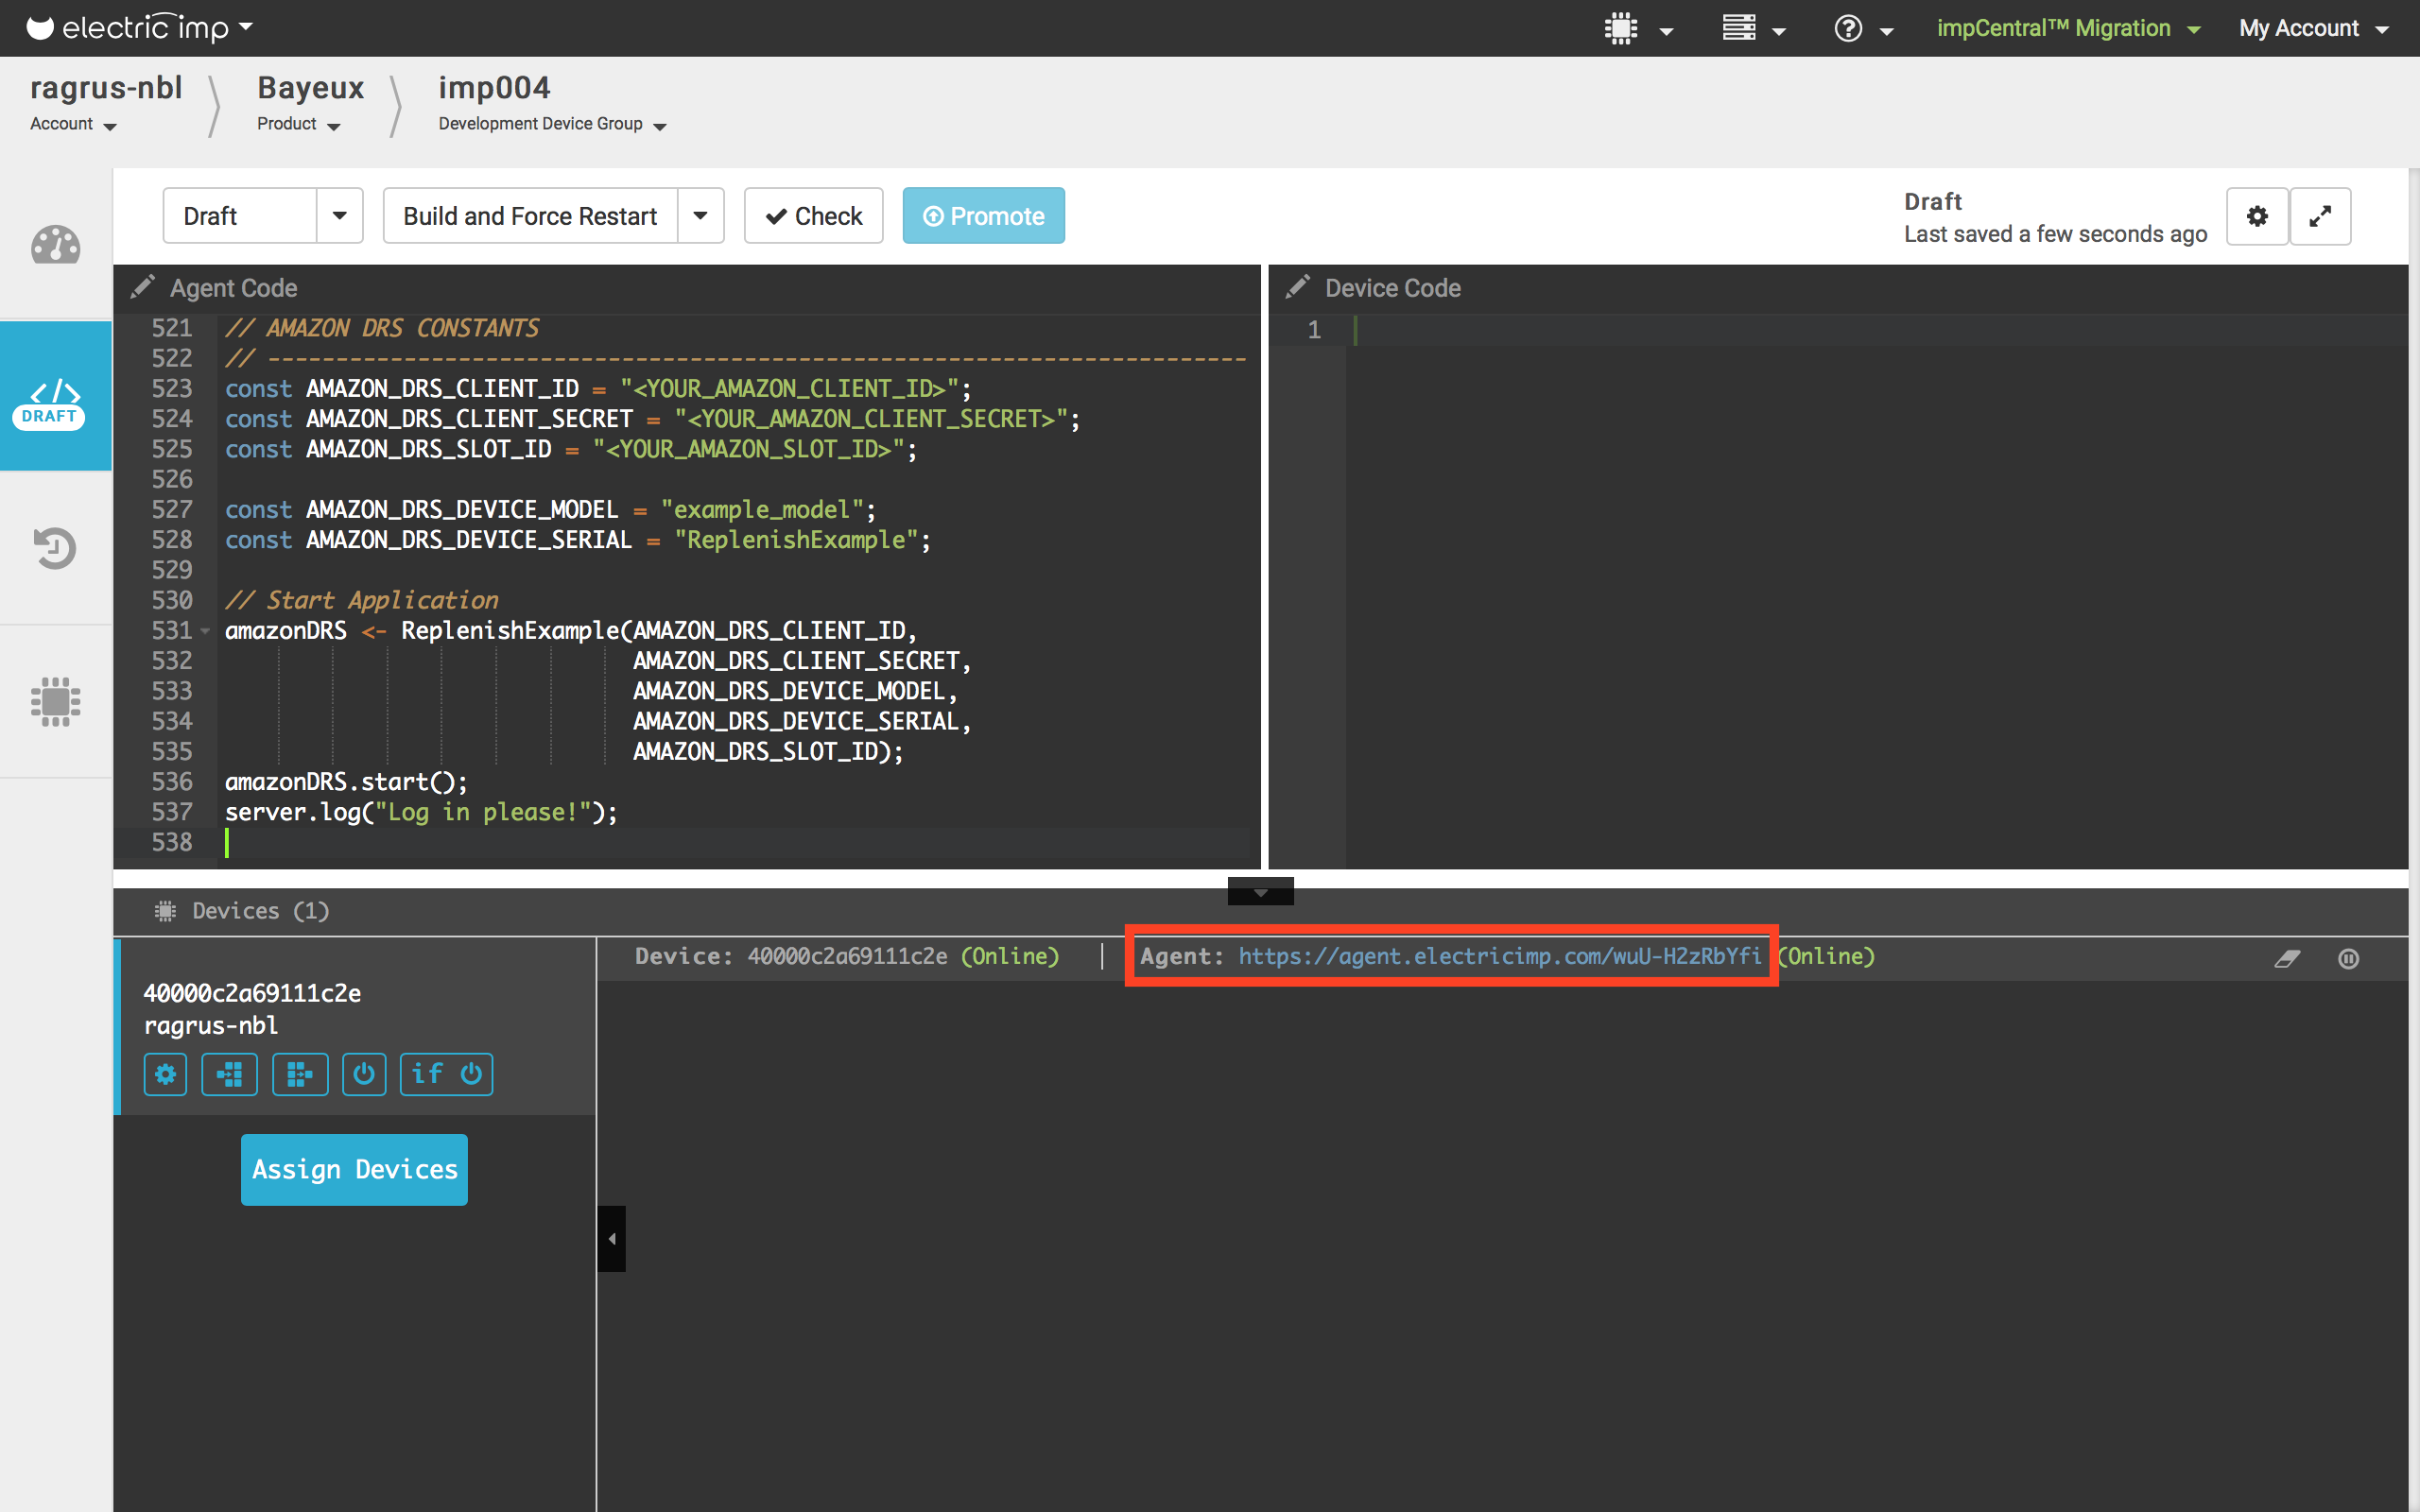 electric imp
impCentral™ Migration
My Account
ragrus-nbl
Account
Bayeux
Product
imp004
Development Device Group
Draft
Build and Force Restart
Check
Promote
Draft
Last saved a few seconds ago
DRAFT
Agent Code
521 // AMAZON DRS CONSTANTS
522 // ------------------------------------------------------------------------
523 const AMAZON_DRS_CLIENT_ID = "<YOUR_AMAZON_CLIENT_ID>";
524 const AMAZON_DRS_CLIENT_SECRET = "<YOUR_AMAZON_CLIENT_SECRET>";
525 const AMAZON_DRS_SLOT_ID = "<YOUR_AMAZON_SLOT_ID>";
526
527 const AMAZON_DRS_DEVICE_MODEL = "example_model";
528 const AMAZON_DRS_DEVICE_SERIAL = "ReplenishExample";
529
530 // Start Application
531 amazonDRS <- ReplenishExample(AMAZON_DRS_CLIENT_ID,
532 AMAZON_DRS_CLIENT_SECRET,
533 AMAZON_DRS_DEVICE_MODEL,
534 AMAZON_DRS_DEVICE_SERIAL,
535 AMAZON_DRS_SLOT_ID);
536 amazonDRS.start();
537 server.log("Log in please!");
538
Device Code
1
Devices (1)
40000c2a69111c2e
ragrus-nbl
if
Assign Devices
Device: 40000c2a69111c2e (Online) | Agent: https://agent.electricimp.com/wuU-H2zRbYfi (Online)